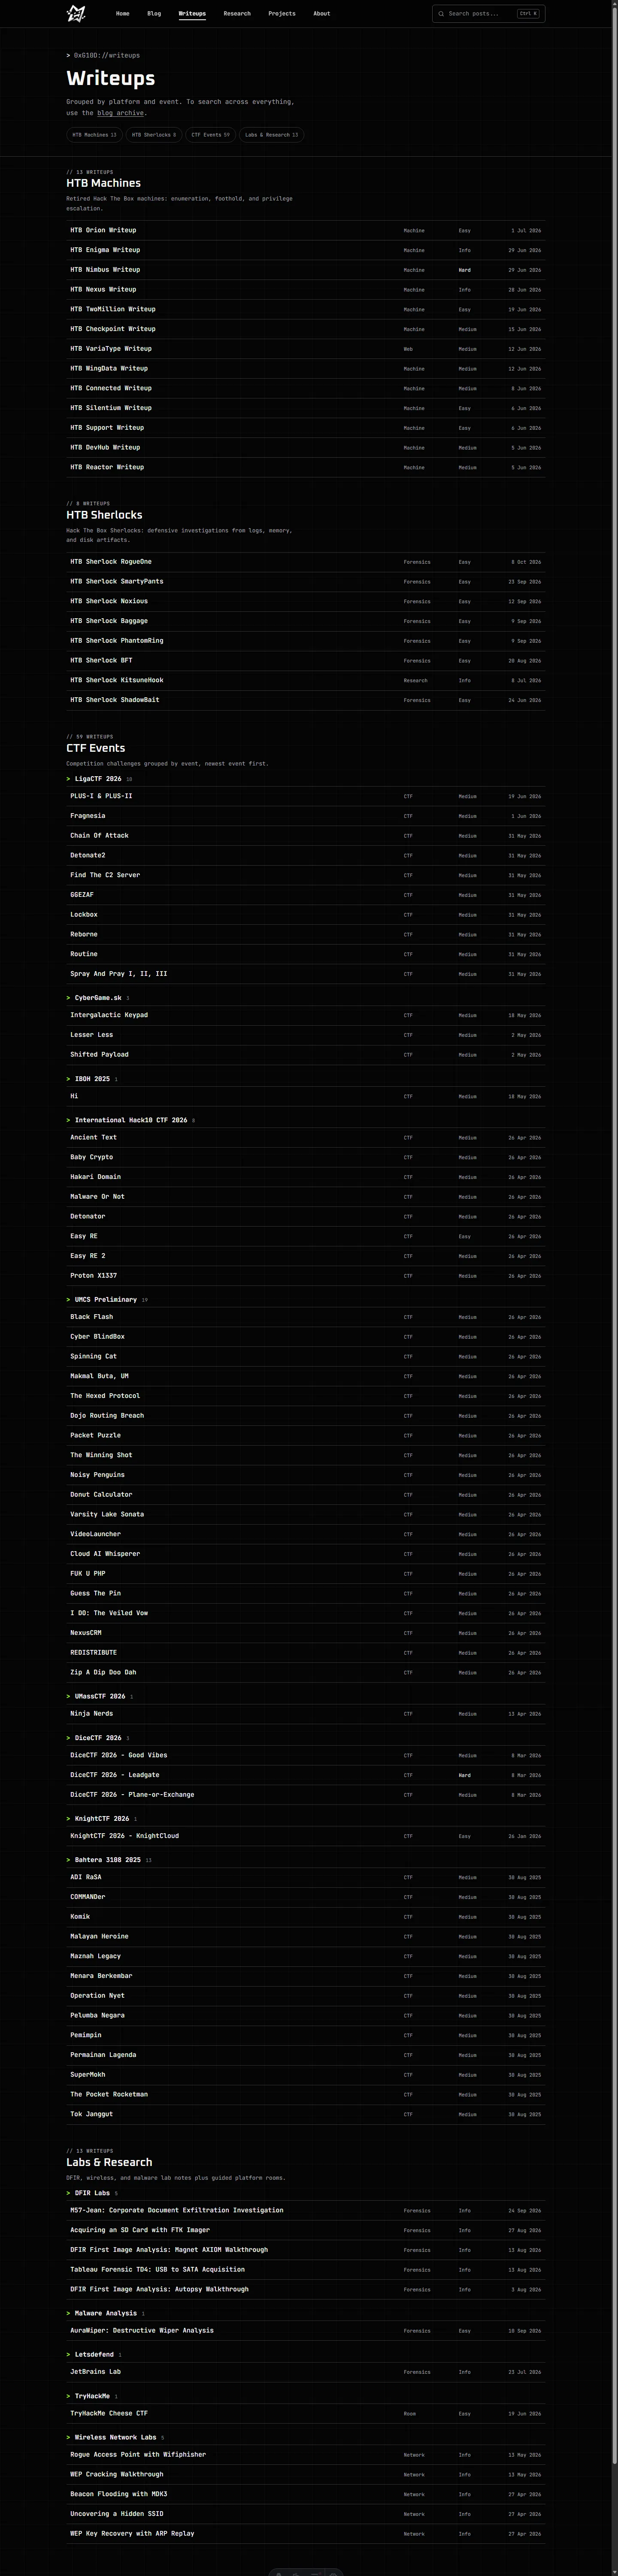 Home Blog Writeups Research Projects About Search posts... Ctrl K
> 0xG10D://writeups
Writeups
Grouped by platform and event. To search across everything,
use the blog archive.
HTB Machines 13 HTB Sherlocks 8 CTF Events 59 Labs & Research 13
// 13 WRITEUPS
HTB Machines
Retired Hack The Box machines: enumeration, foothold, and privilege
escalation.
HTB Orion Writeup Machine Easy 1 Jul 2026
HTB Enigma Writeup Machine Info 29 Jun 2026
HTB Nimbus Writeup Machine Hard 29 Jun 2026
HTB Nexus Writeup Machine Info 28 Jun 2026
HTB TwoMillion Writeup Machine Easy 19 Jun 2026
HTB Checkpoint Writeup Machine Medium 15 Jun 2026
HTB VariaType Writeup Web Medium 12 Jun 2026
HTB WingData Writeup Machine Medium 12 Jun 2026
HTB Connected Writeup Machine Medium 8 Jun 2026
HTB Silentium Writeup Machine Easy 6 Jun 2026
HTB Support Writeup Machine Easy 6 Jun 2026
HTB DevHub Writeup Machine Medium 5 Jun 2026
HTB Reactor Writeup Machine Medium 5 Jun 2026
// 8 WRITEUPS
HTB Sherlocks
Hack The Box Sherlocks: defensive investigations from logs, memory,
and disk artifacts.
HTB Sherlock RogueOne Forensics Easy 8 Oct 2026
HTB Sherlock SmartyPants Forensics Easy 23 Sep 2026
HTB Sherlock Noxious Forensics Easy 12 Sep 2026
HTB Sherlock Baggage Forensics Easy 9 Sep 2026
HTB Sherlock PhantomRing Forensics Easy 9 Sep 2026
HTB Sherlock BFT Forensics Easy 20 Aug 2026
HTB Sherlock KitsuneHook Research Info 8 Jul 2026
HTB Sherlock ShadowBait Forensics Easy 24 Jun 2026
// 59 WRITEUPS
CTF Events
Competition challenges grouped by event, newest event first.
> LigaCTF 2026 10
PLUS-I & PLUS-II CTF Medium 19 Jun 2026
Fragnesia CTF Medium 1 Jun 2026
Chain Of Attack CTF Medium 31 May 2026
Detonate2 CTF Medium 31 May 2026
Find The C2 Server CTF Medium 31 May 2026
GGEZAF CTF Medium 31 May 2026
Lockbox CTF Medium 31 May 2026
Reborne CTF Medium 31 May 2026
Routine CTF Medium 31 May 2026
Spray And Pray I, II, III CTF Medium 31 May 2026
> CyberGame.sk 3
Intergalactic Keypad CTF Medium 18 May 2026
Lesser Less CTF Medium 2 May 2026
Shifted Payload CTF Medium 2 May 2026
> IBOH 2025 1
Hi CTF Medium 18 May 2026
> International Hack10 CTF 2026 8
Ancient Text CTF Medium 26 Apr 2026
Baby Crypto CTF Medium 26 Apr 2026
Hakari Domain CTF Medium 26 Apr 2026
Malware Or Not CTF Medium 26 Apr 2026
Detonator CTF Medium 26 Apr 2026
Easy RE CTF Easy 26 Apr 2026
Easy RE 2 CTF Medium 26 Apr 2026
Proton X1337 CTF Medium 26 Apr 2026
> UMCS Preliminary 19
Black Flash CTF Medium 26 Apr 2026
Cyber BlindBox CTF Medium 26 Apr 2026
Spinning Cat CTF Medium 26 Apr 2026
Makmal Buta, UM CTF Medium 26 Apr 2026
The Hexed Protocol CTF Medium 26 Apr 2026
Dojo Routing Breach CTF Medium 26 Apr 2026
Packet Puzzle CTF Medium 26 Apr 2026
The Winning Shot CTF Medium 26 Apr 2026
Noisy Penguins CTF Medium 26 Apr 2026
Donut Calculator CTF Medium 26 Apr 2026
Varsity Lake Sonata CTF Medium 26 Apr 2026
VideoLauncher CTF Medium 26 Apr 2026
Cloud AI Whisperer CTF Medium 26 Apr 2026
FUK U PHP CTF Medium 26 Apr 2026
Guess The Pin CTF Medium 26 Apr 2026
I DO: The Veiled Vow CTF Medium 26 Apr 2026
NexusCRM CTF Medium 26 Apr 2026
REDISTRIBUTE CTF Medium 26 Apr 2026
Zip A Dip Doo Dah CTF Medium 26 Apr 2026
> UMassCTF 2026 1
Ninja Nerds CTF Medium 13 Apr 2026
> DiceCTF 2026 3
DiceCTF 2026 - Good Vibes CTF Medium 8 Mar 2026
DiceCTF 2026 - Leadgate CTF Hard 8 Mar 2026
DiceCTF 2026 - Plane-or-Exchange CTF Medium 8 Mar 2026
> KnightCTF 2026 1
KnightCTF 2026 - KnightCloud CTF Easy 26 Jan 2026
> Bahtera 3108 2025 13
ADI RaSA CTF Medium 30 Aug 2025
COMMANDer CTF Medium 30 Aug 2025
Komik CTF Medium 30 Aug 2025
Malayan Heroine CTF Medium 30 Aug 2025
Maznah Legacy CTF Medium 30 Aug 2025
Menara Berkembar CTF Medium 30 Aug 2025
Operation Nyet CTF Medium 30 Aug 2025
Pelumba Negara CTF Medium 30 Aug 2025
Pemimpin CTF Medium 30 Aug 2025
Permainan Lagenda CTF Medium 30 Aug 2025
SuperMokh CTF Medium 30 Aug 2025
The Pocket Rocketman CTF Medium 30 Aug 2025
Tok Janggut CTF Medium 30 Aug 2025
// 13 WRITEUPS
Labs & Research
DFIR, wireless, and malware lab notes plus guided platform rooms.
> DFIR Labs 5
M57-Jean: Corporate Document Exfiltration Investigation Forensics Info 24 Sep 2026
Acquiring an SD Card with FTK Imager Forensics Info 27 Aug 2026
DFIR First Image Analysis: Magnet AXIOM Walkthrough Forensics Info 13 Aug 2026
Tableau Forensic TD4: USB to SATA Acquisition Forensics Info 13 Aug 2026
DFIR First Image Analysis: Autopsy Walkthrough Forensics Info 3 Aug 2026
> Malware Analysis 1
AuraWiper: Destructive Wiper Analysis Forensics Easy 10 Sep 2026
> Letsdefend 1
JetBrains Lab Forensics Info 23 Jul 2026
> TryHackMe 1
TryHackMe Cheese CTF Room Easy 19 Jun 2026
> Wireless Network Labs 5
Rogue Access Point with Wifiphisher Network Info 13 May 2026
WEP Cracking Walkthrough Network Info 13 May 2026
Beacon Flooding with MDK3 Network Info 27 Apr 2026
Uncovering a Hidden SSID Network Info 27 Apr 2026
WEP Key Recovery with ARP Replay Network Info 27 Apr 2026